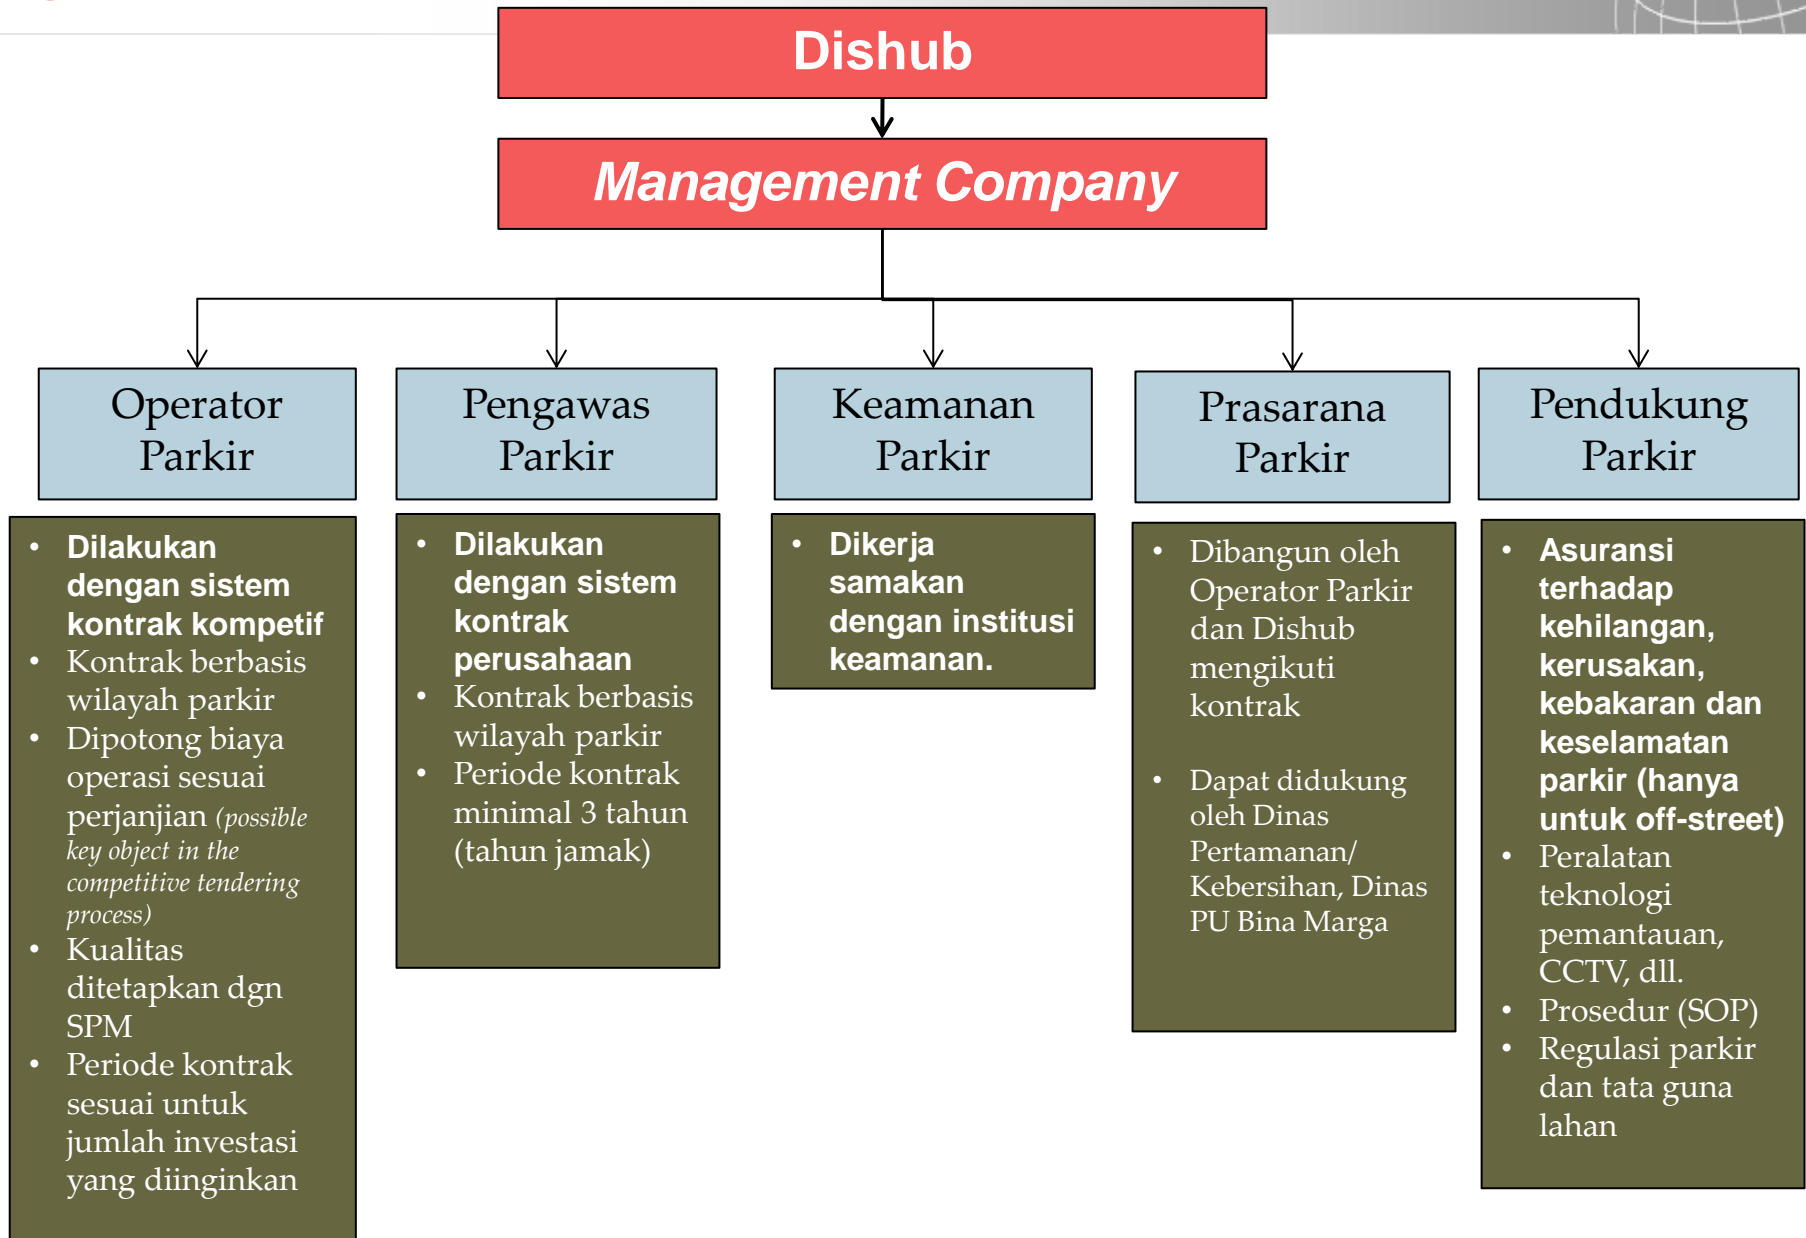 Dishub
Management Company
Operator
Parkir
• Dilakukan
dengan sistem
kontrak kompetif
• Kontrak berbasis
wilayah parkir
• Dipotong biaya
operasi sesuai
perjanjian (possible
key object in the
competitive tendering
process)
• Kualitas
ditetapkan dgn
SPM
• Periode kontrak
sesuai untuk
jumlah investasi
yang diinginkan
Pengawas
Parkir
• Dilakukan
dengan sistem
kontrak
perusahaan
• Kontrak berbasis
wilayah parkir
• Periode kontrak
minimal 3 tahun
(tahun jamak)
Keamanan
Parkir
• Dikerja
samakan
dengan institusi
keamanan.
Prasarana
Parkir
• Dibangun oleh
Operator Parkir
dan Dishub
mengikuti
kontrak
• Dapat didukung
oleh Dinas
Pertamanan/
Kebersihan, Dinas
PU Bina Marga
Pendukung
Parkir
• Asuransi
terhadap
kehilangan,
kerusakan,
kebakaran dan
keselamatan
parkir (hanya
untuk off-street)
• Peralatan
teknologi
pemantauan,
CCTV, dll.
• Prosedur (SOP)
• Regulasi parkir
dan tata guna
lahan